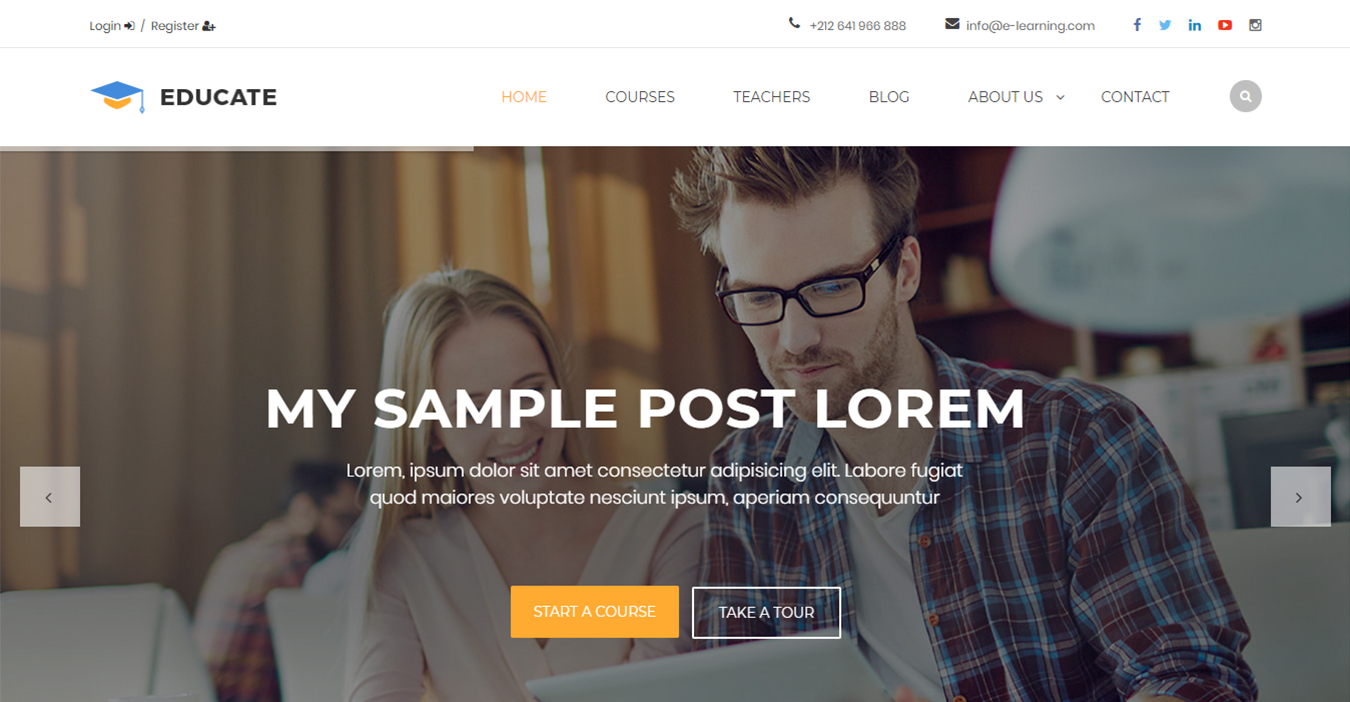 Login / Register
+212 641 966 888
info@e-learning.com
EDUCATE
HOME
COURSES
TEACHERS
BLOG
ABOUT US
CONTACT
MY SAMPLE POST LOREM
Lorem, ipsum dolor sit amet consectetur adipisicing elit. Labore fugiat
quod maiores voluptate nesciunt ipsum, aperiam consequuntur
START A COURSE
TAKE A TOUR